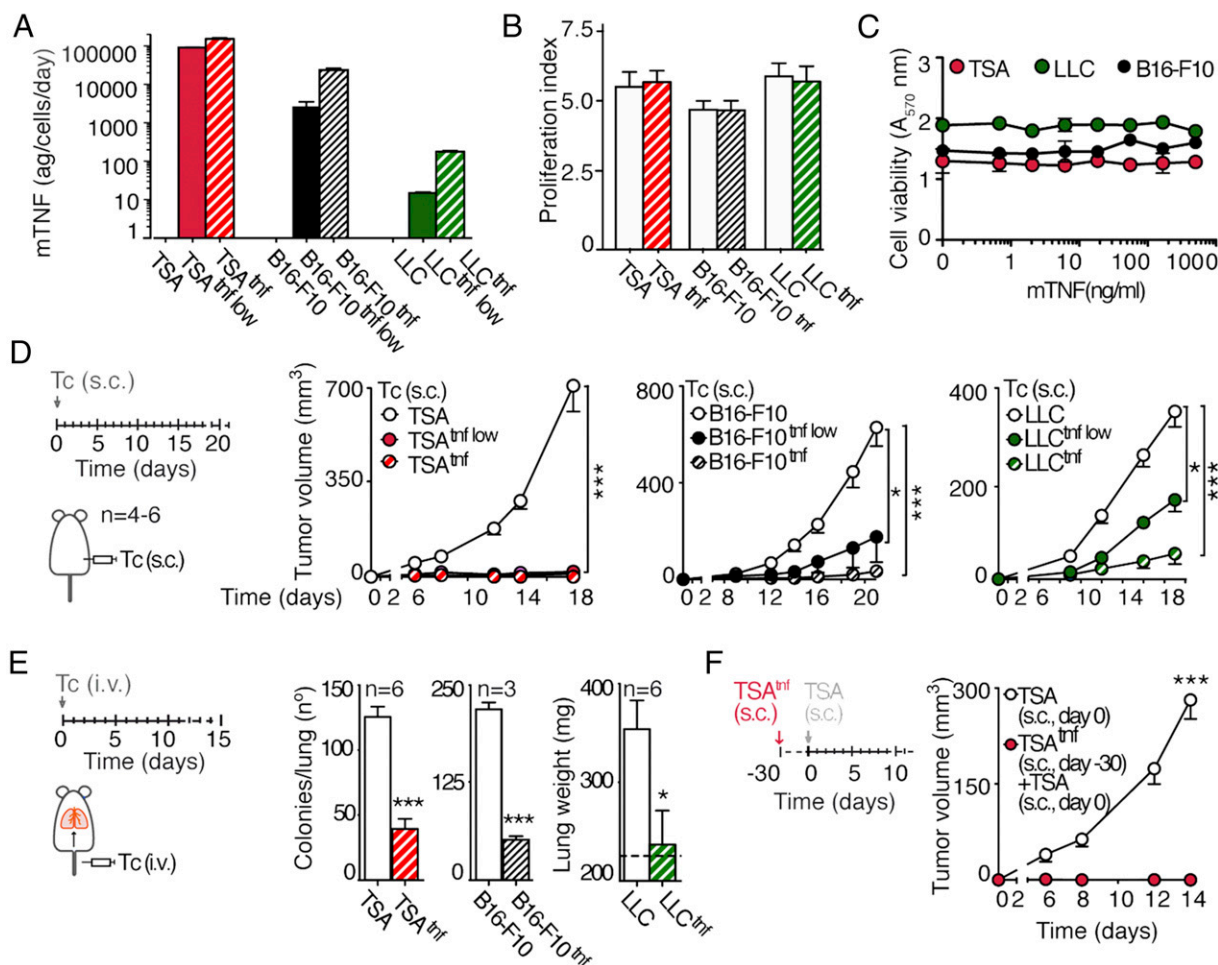 A
mTNF (ag/cells/day)
100000
10000
1000
100
10
1
TSA
TSA tnf low
TSA tnf
B16-F10
B16-F10 tnf low
B16-F10 tnf
LLC
LLC tnf low
LLC tnf
B
Proliferation index
7.5
5.0
2.5
0
TSA
TSA tnf
B16-F10
B16-F10 tnf
LLC
LLC tnf
C
TSA LLC B16-F10
Cell viability (A570 nm)
3
2
1
0
0 1 10 100 1000
mTNF(ng/ml)
D
Tc (s.c.)
0 5 10 15 20
Time (days)
n=4-6
Tc (s.c.)
Tumor volume (mm3)
700
350
0
Tc (s.c.)
TSA
TSA tnf low
TSA tnf
***
Time (days)
0 2 6 10 14 18
800
400
0
Tc (s.c.)
B16-F10
B16-F10 tnf low
B16-F10 tnf
*
***
0 2 8 12 16 20
400
200
0
Tc (s.c.)
LLC
LLC tnf low
LLC tnf
*
***
0 2 6 10 14 18
E
Tc (i.v.)
0 5 10 15
Time (days)
Tc (i.v.)
Colonies/lung (nº)
150
100
50
0
n=6
***
TSA
TSA tnf
250
125
0
n=3
***
B16-F10
B16-F10 tnf
Lung weight (mg)
400
300
200
n=6
*
LLC
LLC tnf
F
TSAtnf
(s.c.)
TSA
(s.c.)
-30 0 5 10
Time (days)
Tumor volume (mm3)
300
150
0
TSA
(s.c., day 0)
TSA tnf
(s.c., day -30)
+TSA
(s.c., day 0)
***
0 2 6 8 10 12 14
Time (days)